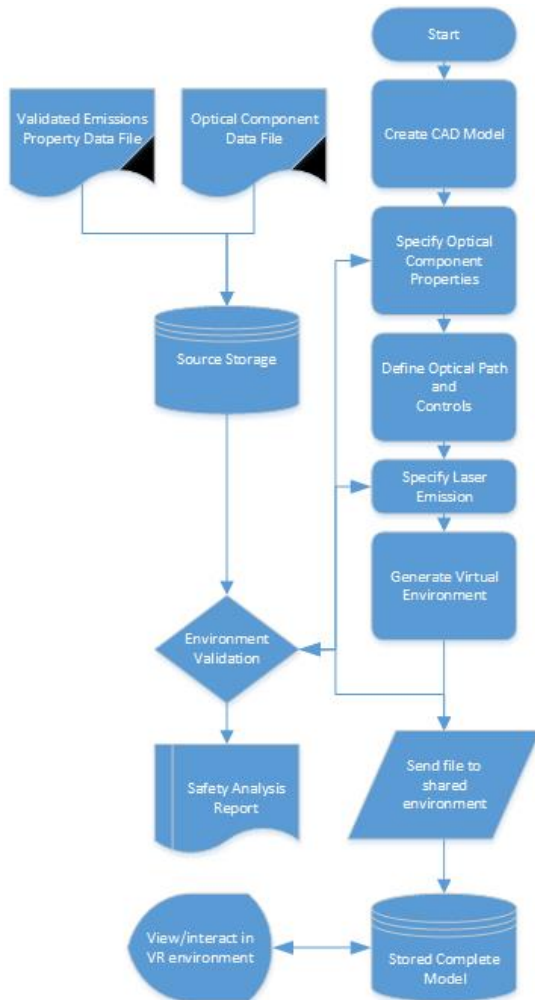 Start
Validated Emissions
Property Data File
Optical Component
Data File
Create CAD Model
Specify Optical
Component
Properties
Source Storage
Define Optical Path
and
Controls
Specify Laser
Emission
Generate Virtual
Environment
Environment
Validation
Safety Analysis
Report
Send file to
shared
environment
View/interact in
VR environment
Stored Complete
Model